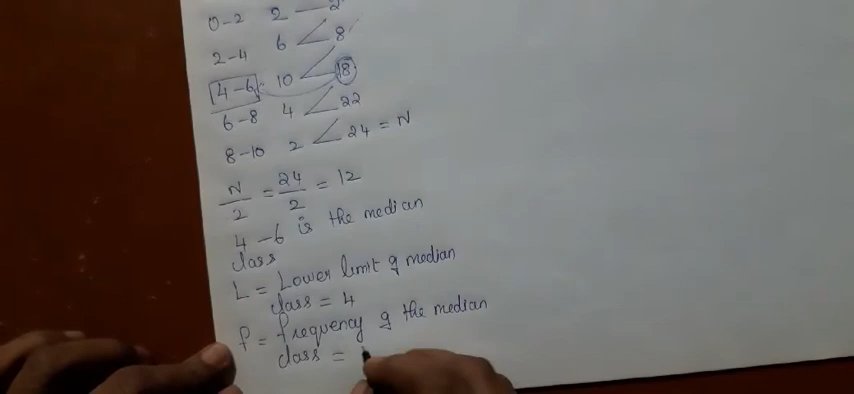 0-2 2 2
2-4 6 8
4-6 10 18
6-8 4 22
8-10 2 24 = N
N/2 = 24/2 = 12
4-6 is the median
class
L = Lower limit of median
class = 4
f = frequency of the median
class =